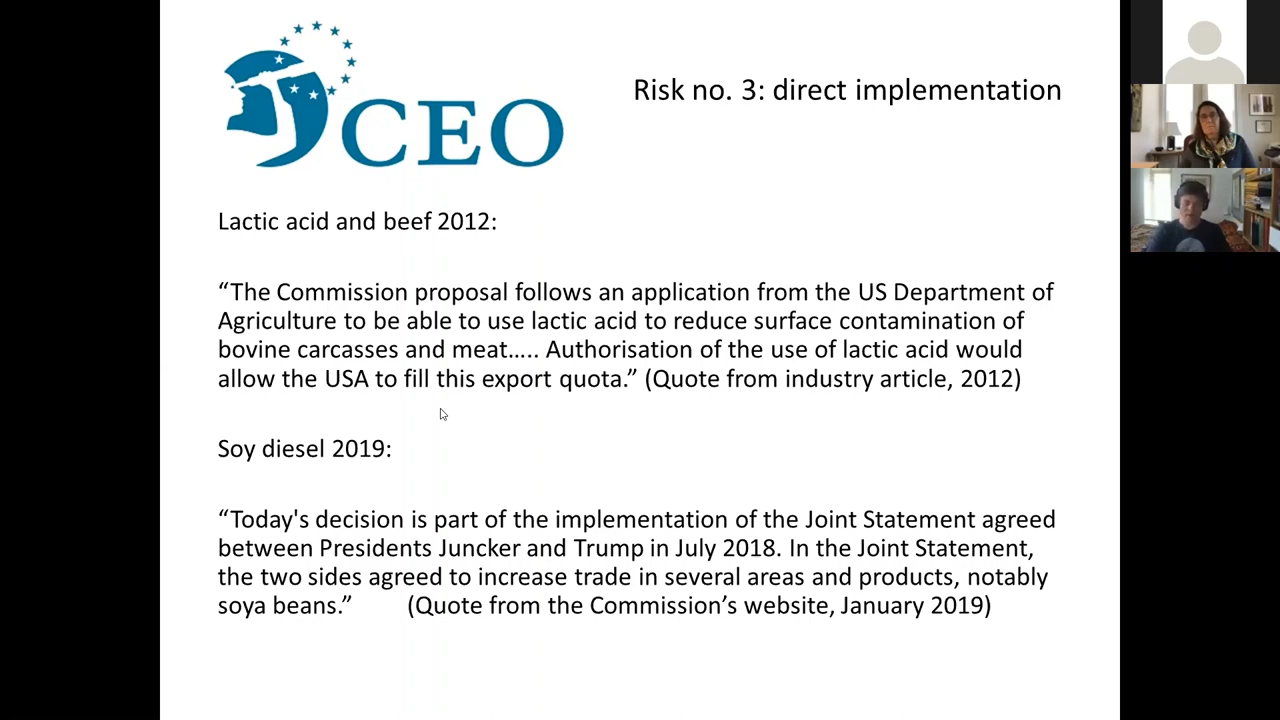 CEO
Risk no. 3: direct implementation
Lactic acid and beef 2012:
“The Commission proposal follows an application from the US Department of
Agriculture to be able to use lactic acid to reduce surface contamination of
bovine carcasses and meat….. Authorisation of the use of lactic acid would
allow the USA to fill this export quota.” (Quote from industry article, 2012)
Soy diesel 2019:
“Today's decision is part of the implementation of the Joint Statement agreed
between Presidents Juncker and Trump in July 2018. In the Joint Statement,
the two sides agreed to increase trade in several areas and products, notably
soya beans.” (Quote from the Commission’s website, January 2019)